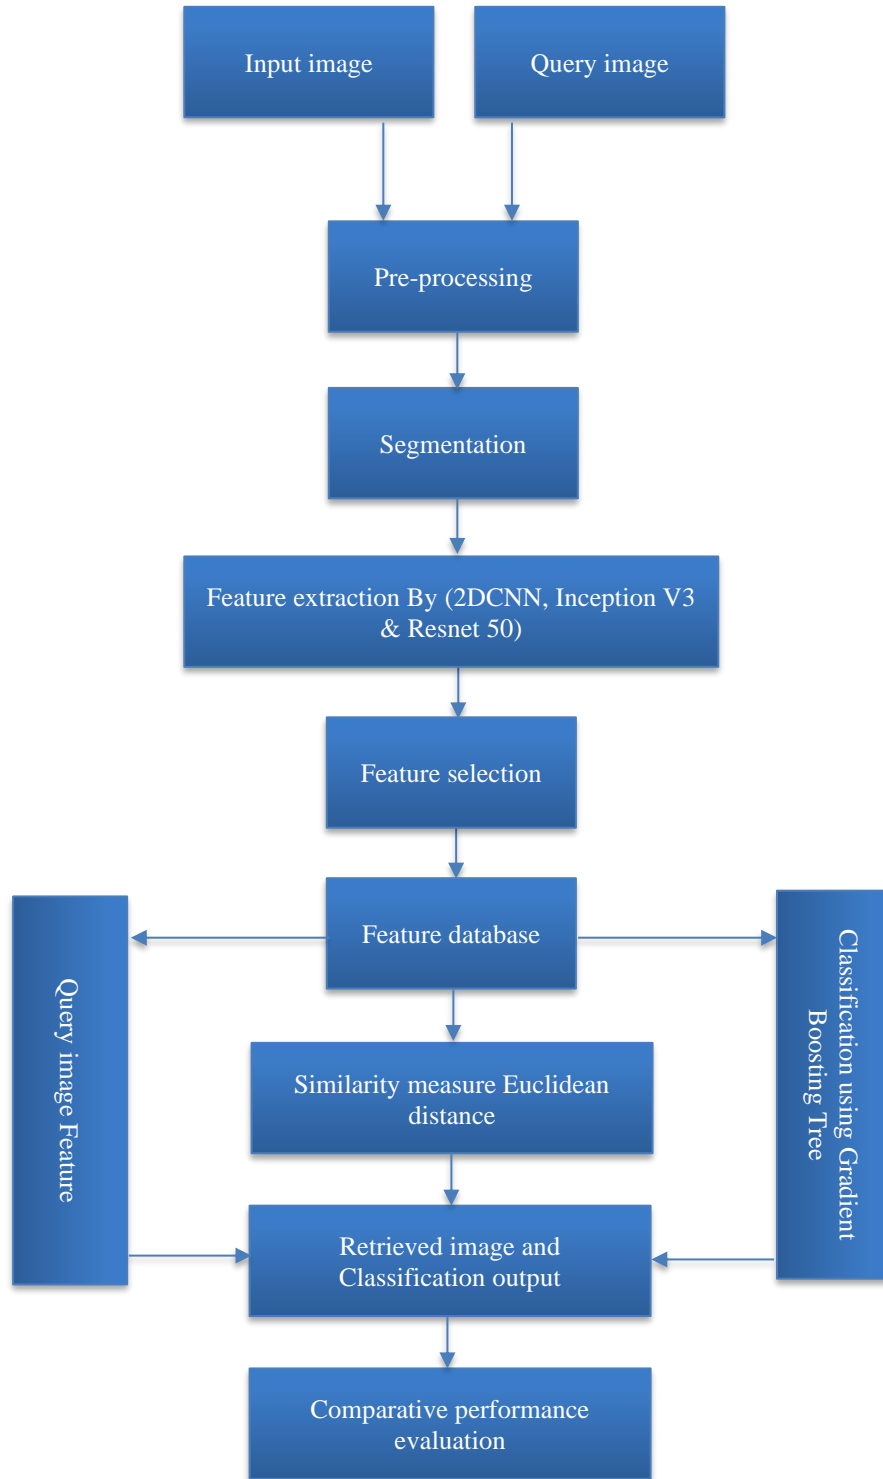 Input image
Query image
Pre-processing
Segmentation
Feature extraction By (2DCNN, Inception V3
& Resnet 50)
Feature selection
Feature database
Query image Feature
Classification using Gradient
Boosting Tree
Similarity measure Euclidean
distance
Retrieved image and
Classification output
Comparative performance
evaluation